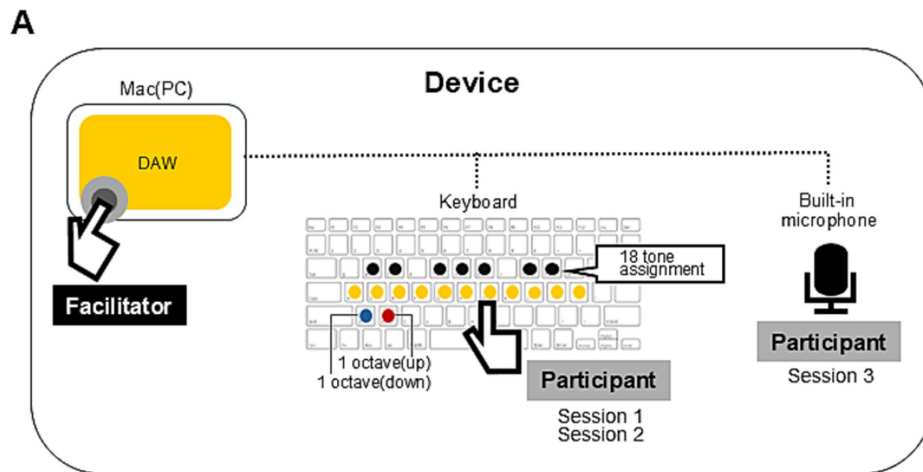 A
Device
Mac(PC)
DAW
Facilitator
Keyboard
18 tone
assignment
1 octave(up)
1 octave(down)
Participant
Session 1
Session 2
Built-in
microphone
Participant
Session 3